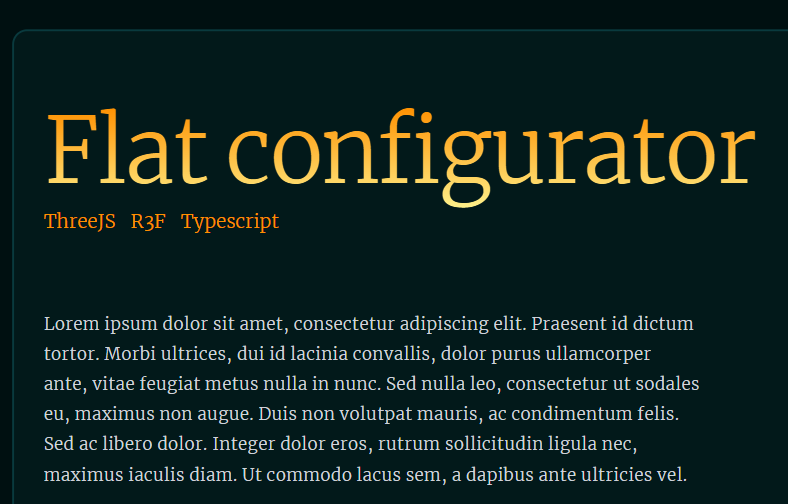 Flat configurator
ThreeJS R3F Typescript
Lorem ipsum dolor sit amet, consectetur adipiscing elit. Praesent id dictum
tortor. Morbi ultrices, dui id lacinia convallis, dolor purus ullamcorper
ante, vitae feugiat metus nulla in nunc. Sed nulla leo, consectetur ut sodales
eu, maximus non augue. Duis non volutpat mauris, ac condimentum felis.
Sed ac libero dolor. Integer dolor eros, rutrum sollicitudin ligula nec,
maximus iaculis diam. Ut commodo lacus sem, a dapibus ante ultricies vel.